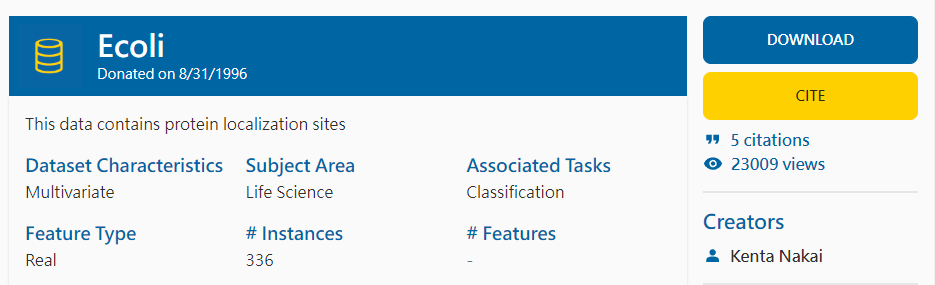 Ecoli
Donated on 8/31/1996
This data contains protein localization sites
Dataset Characteristics
Multivariate
Subject Area
Life Science
Associated Tasks
Classification
Feature Type
Real
# Instances
336
# Features
-
DOWNLOAD
CITE
5 citations
23009 views
Creators
Kenta Nakai